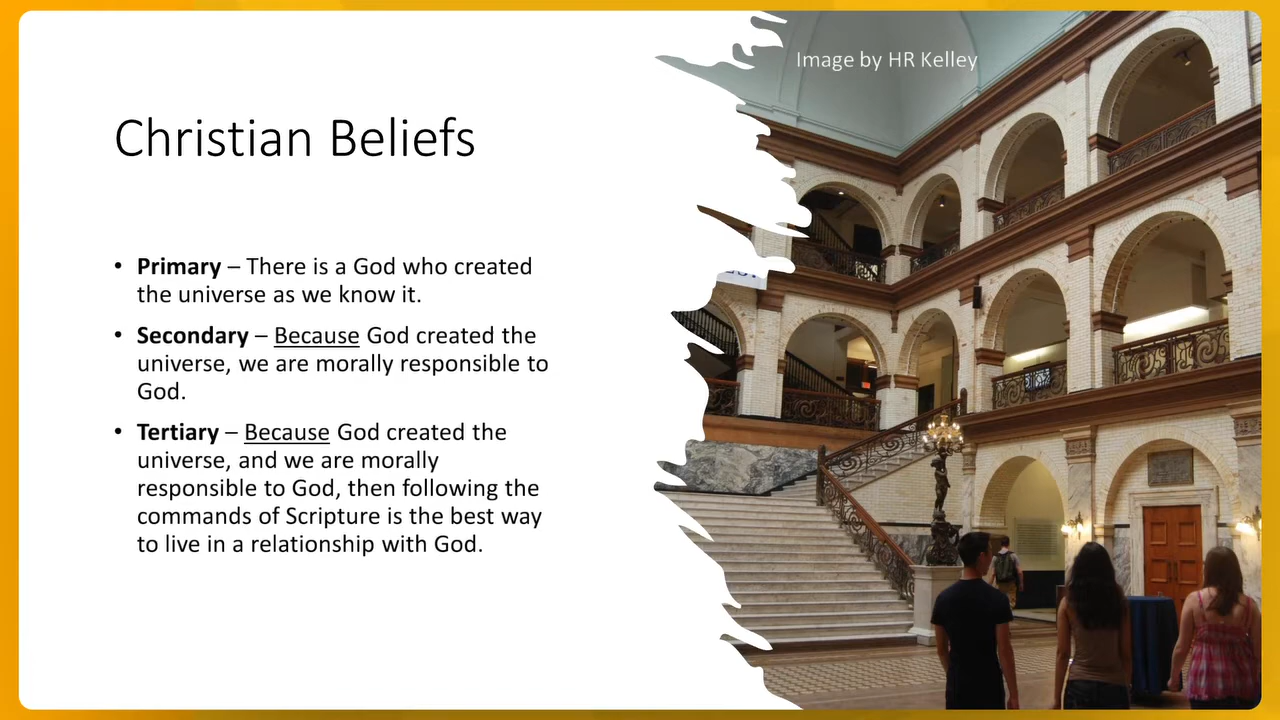 Image by HR Kelley
Christian Beliefs
• Primary – There is a God who created
the universe as we know it.
• Secondary – Because God created the
universe, we are morally responsible to
God.
• Tertiary – Because God created the
universe, and we are morally
responsible to God, then following the
commands of Scripture is the best way
to live in a relationship with God.